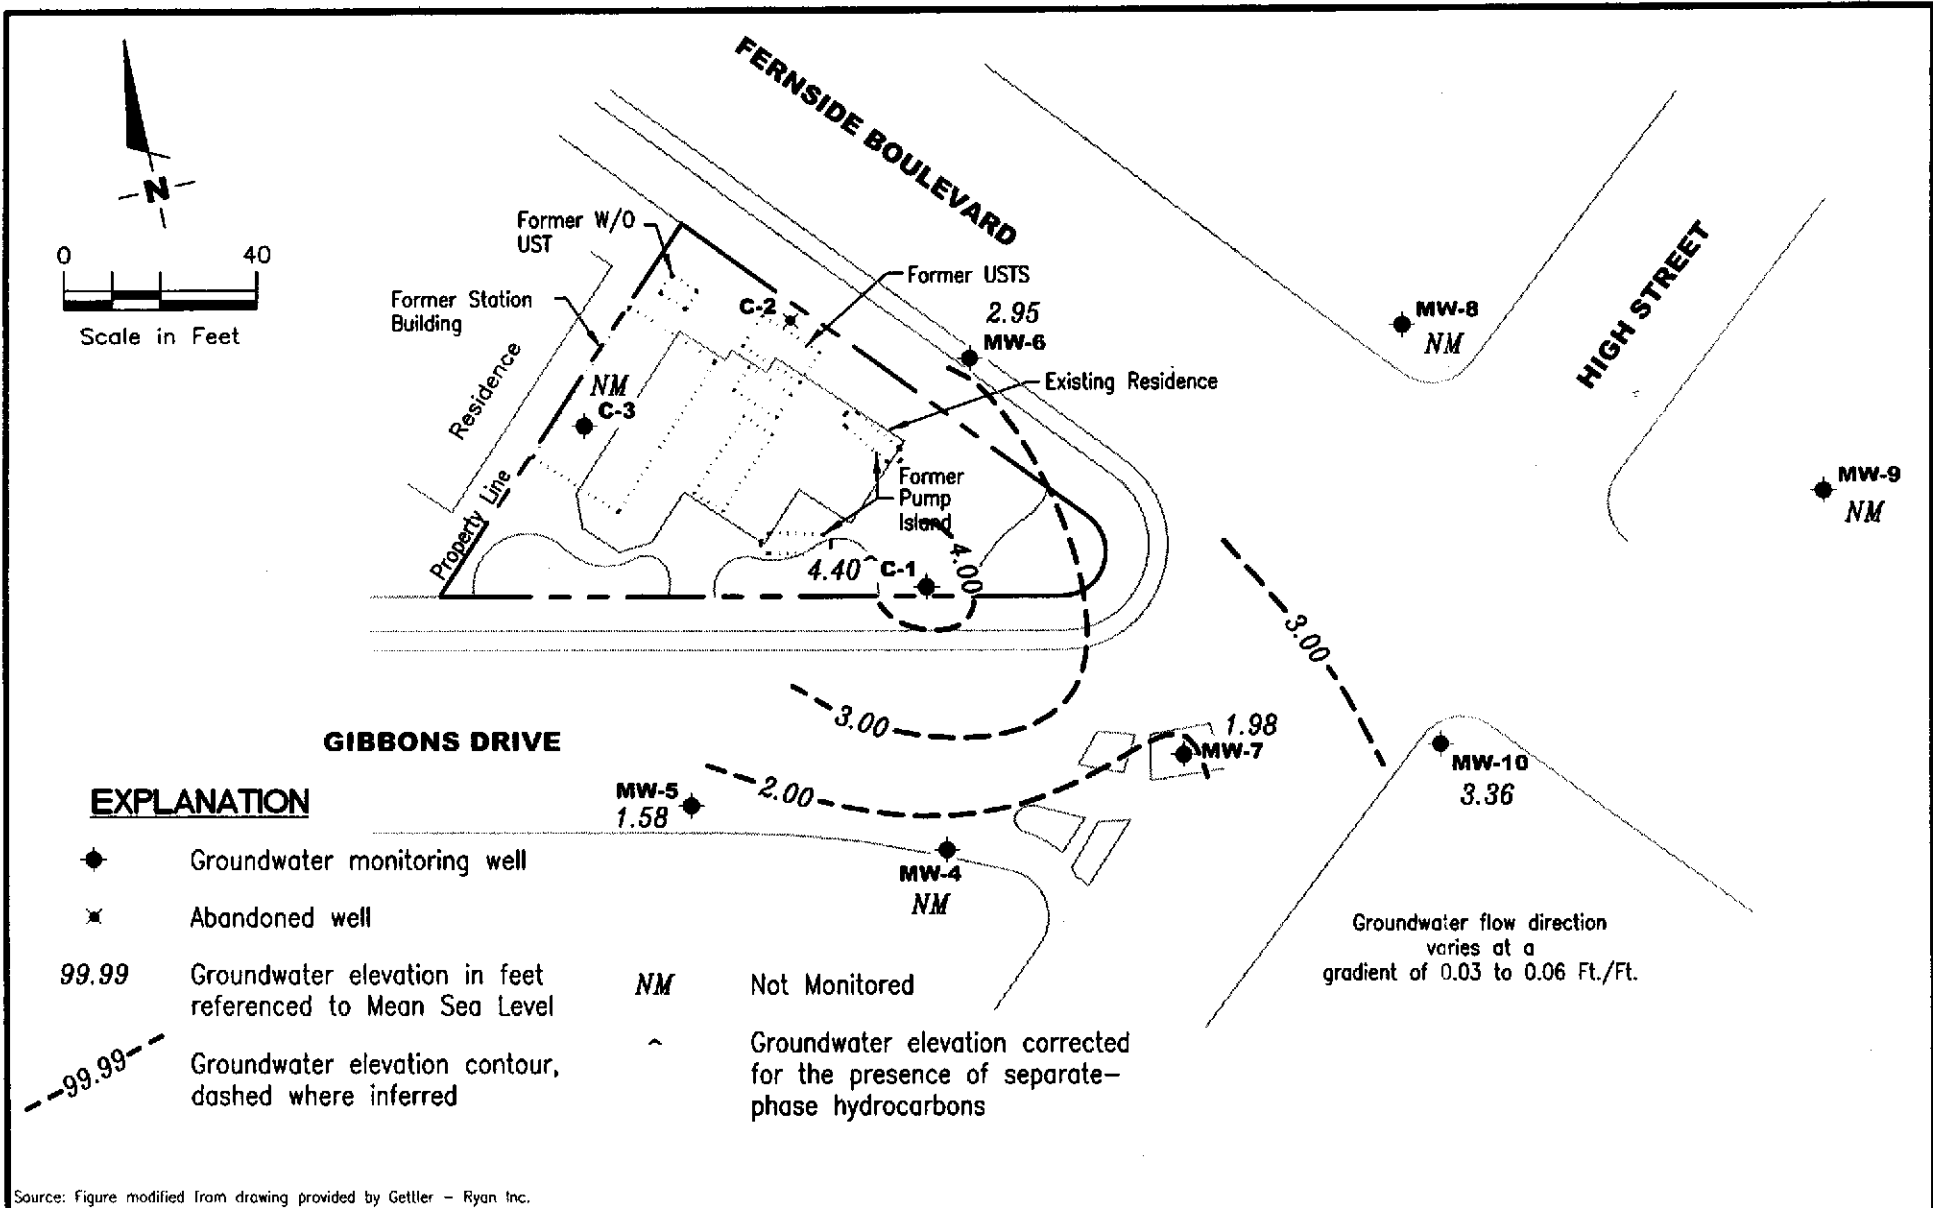 FERNSIDE BOULEVARD
HIGH STREET
N
0 40
Scale in Feet
Former W/O
UST
Former Station
Building
Residence
Property Line
C-2
Former USTS
2.95
MW-6
Existing Residence
NM
C-3
Former
Pump
Island
4.40^
C-1
4.00
MW-8
NM
MW-9
NM
3.00
3.00
GIBBONS DRIVE
1.98
MW-7
MW-10
3.36
MW-5
1.58
2.00
MW-4
NM
Groundwater flow direction
varies at a
gradient of 0.03 to 0.06 Ft./Ft.
EXPLANATION
Groundwater monitoring well
Abandoned well
99.99 Groundwater elevation in feet
referenced to Mean Sea Level
99.99 Groundwater elevation contour,
dashed where inferred
NM Not Monitored
^ Groundwater elevation corrected
for the presence of separate-
phase hydrocarbons
Source: Figure modified from drawing provided by Gettler - Ryan Inc.